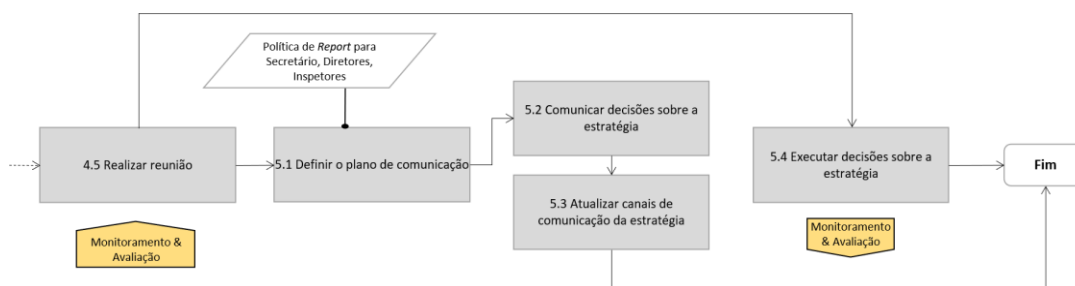 Política de Report para
Secretário, Diretores,
Inspetores
4.5 Realizar reunião
5.1 Definir o plano de comunicação
5.2 Comunicar decisões sobre a
estratégia
5.3 Atualizar canais de
comunicação da estratégia
5.4 Executar decisões sobre a
estratégia
Fim
Monitoramento &
Avaliação
Monitoramento
& Avaliação